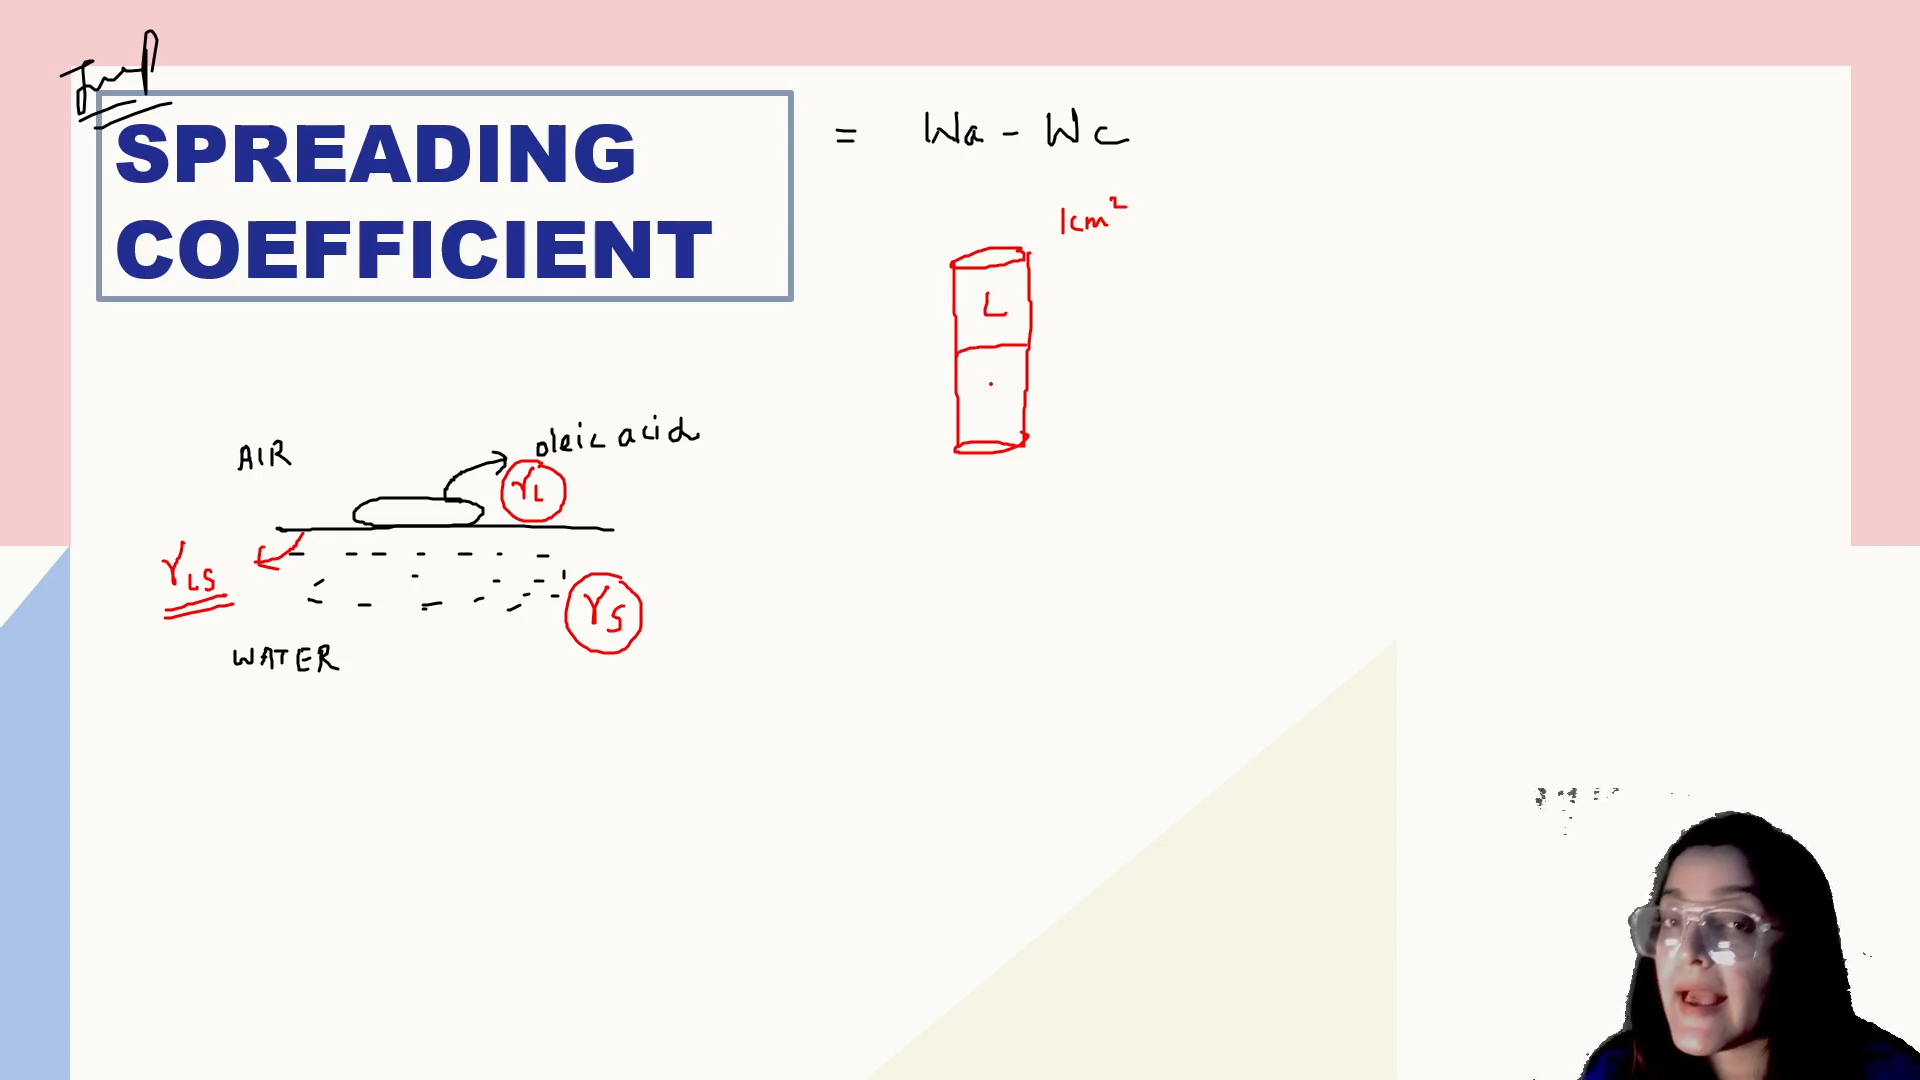 Imp
SPREADING
COEFFICIENT
= Wa - Wc
1cm²
L
AIR
oleic acid
γL
γLS
γS
WATER